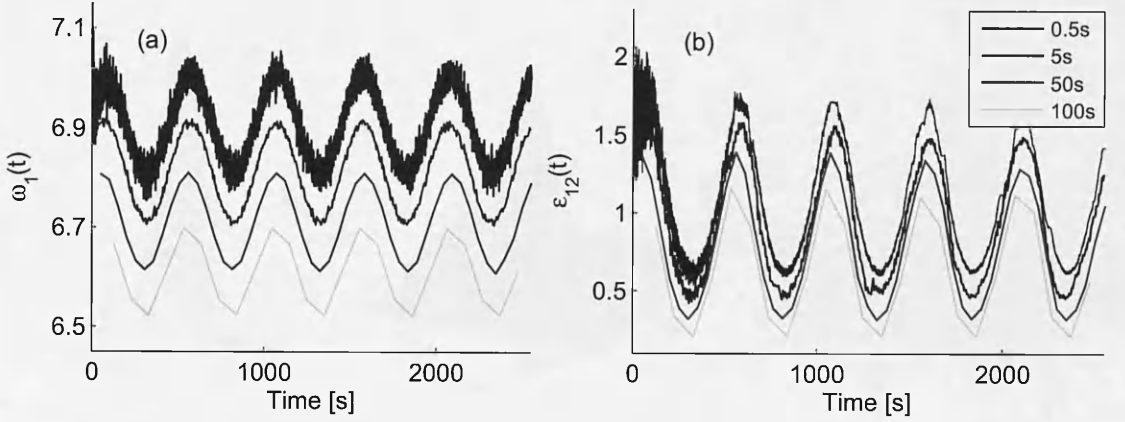 7.1
6.9
6.7
6.5
ω₁(t)
(a)
0
1000
2000
Time [s]
2
1.5
1
0.5
ε₁₂(t)
(b)
0.5s
5s
50s
100s
0
1000
2000
Time [s]